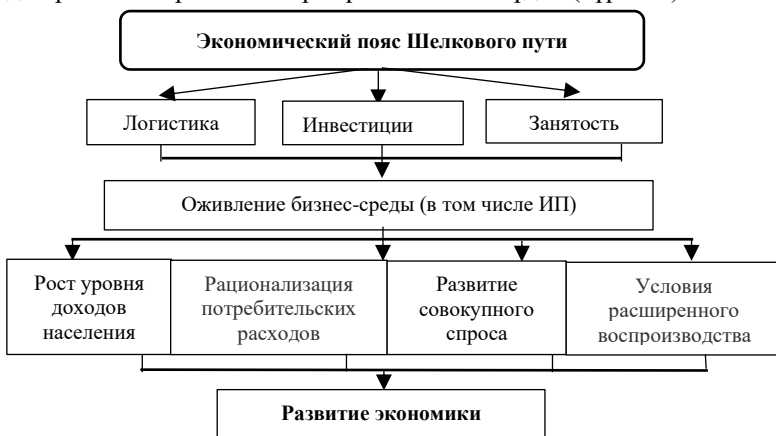 Экономический пояс Шелкового пути
Логистика
Инвестиции
Занятость
Оживление бизнес-среды (в том числе ИП)
Рост уровня
доходов
населения
Рационализация
потребительских
расходов
Развитие
совокупного
спроса
Условия
расширенного
воспроизводства
Развитие экономики